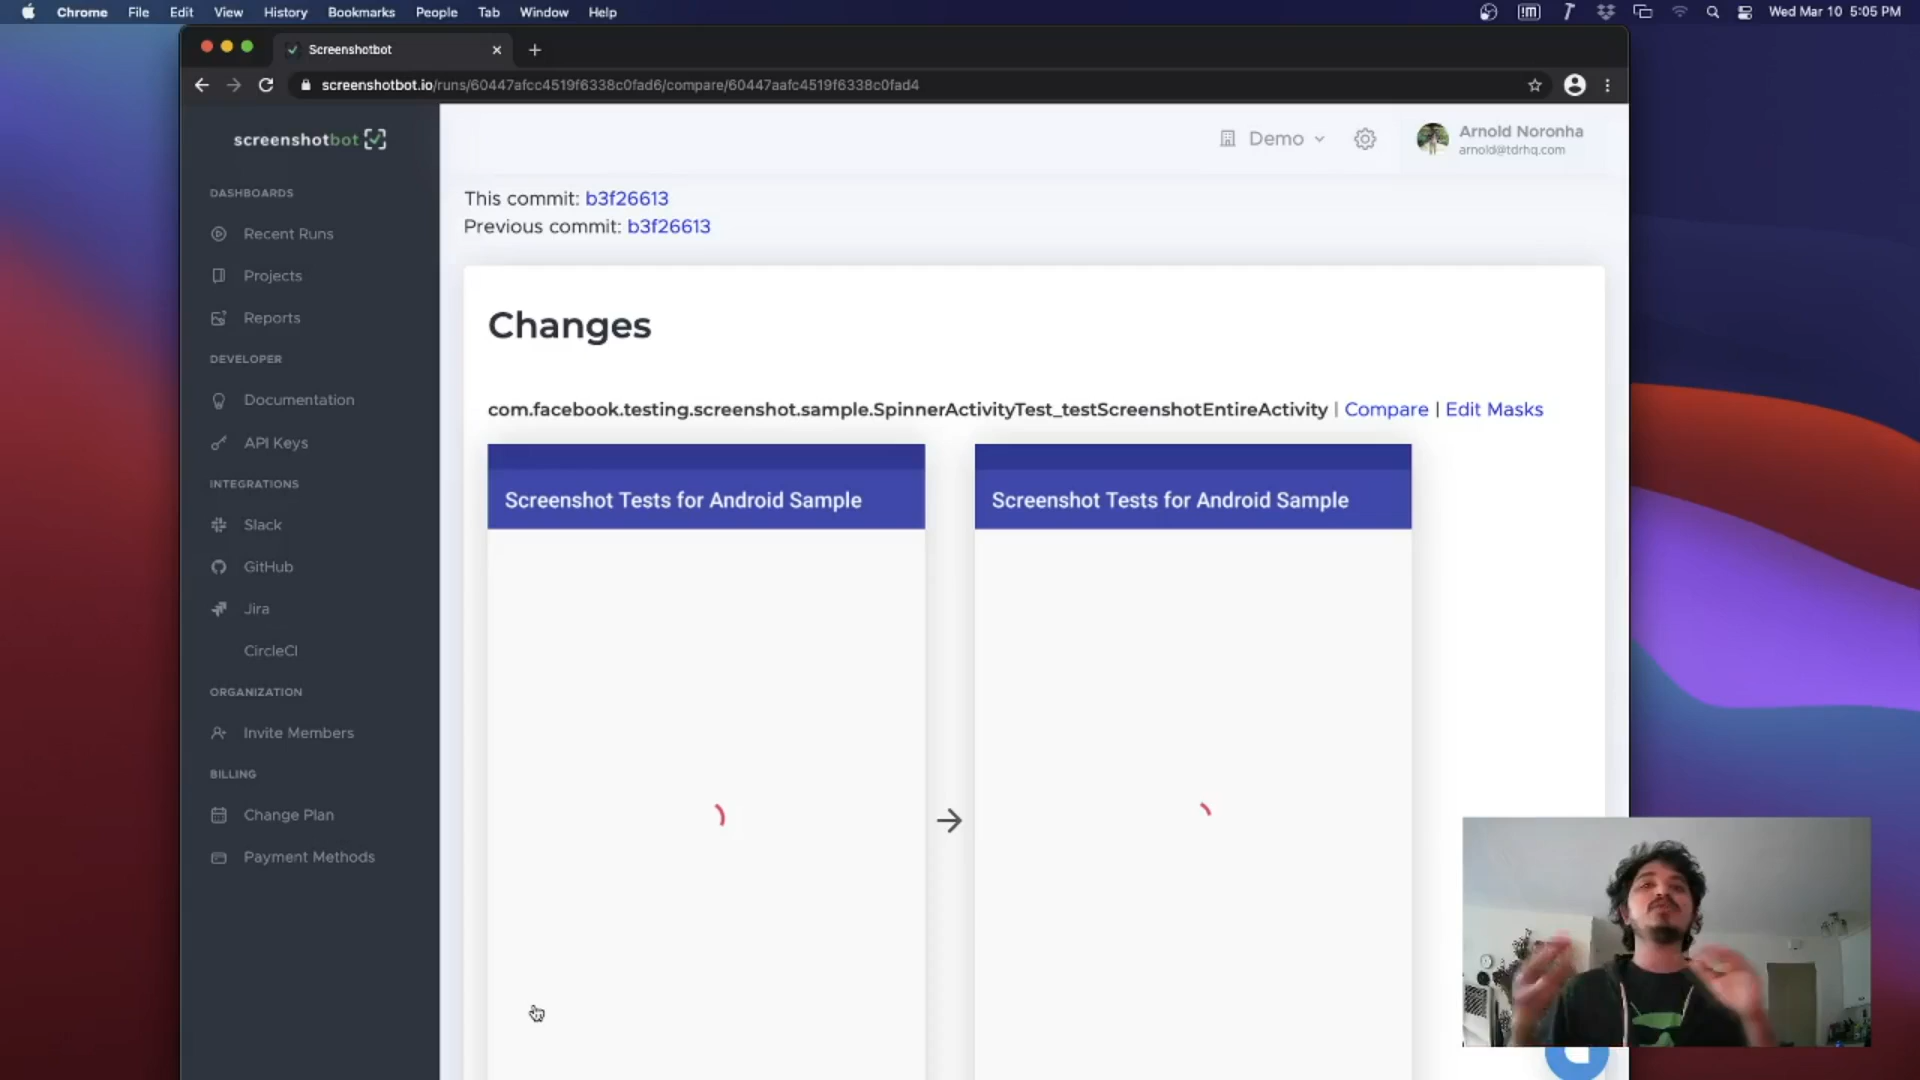 Chrome File Edit View History Bookmarks People Tab Window Help
Wed Mar 10 5:05 PM
Screenshotbot
screenshotbot.io/runs/60447afcc4519f6338c0fad6/compare/60447aafc4519f6338c0fad4
screenshotbot
Demo
Arnold Noronha
arnold@tdrhq.com
DASHBOARDS
Recent Runs
Projects
Reports
DEVELOPER
Documentation
API Keys
INTEGRATIONS
Slack
GitHub
Jira
CircleCI
ORGANIZATION
Invite Members
BILLING
Change Plan
Payment Methods
This commit: b3f26613
Previous commit: b3f26613
Changes
com.facebook.testing.screenshot.sample.SpinnerActivityTest_testScreenshotEntireActivity | Compare | Edit Masks
Screenshot Tests for Android Sample
Screenshot Tests for Android Sample